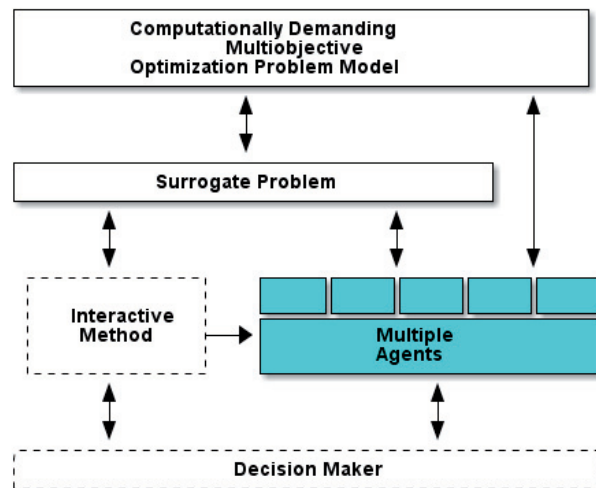 Computationally Demanding
Multiobjective
Optimization Problem Model
Surrogate Problem
Interactive
Method
Multiple
Agents
Decision Maker